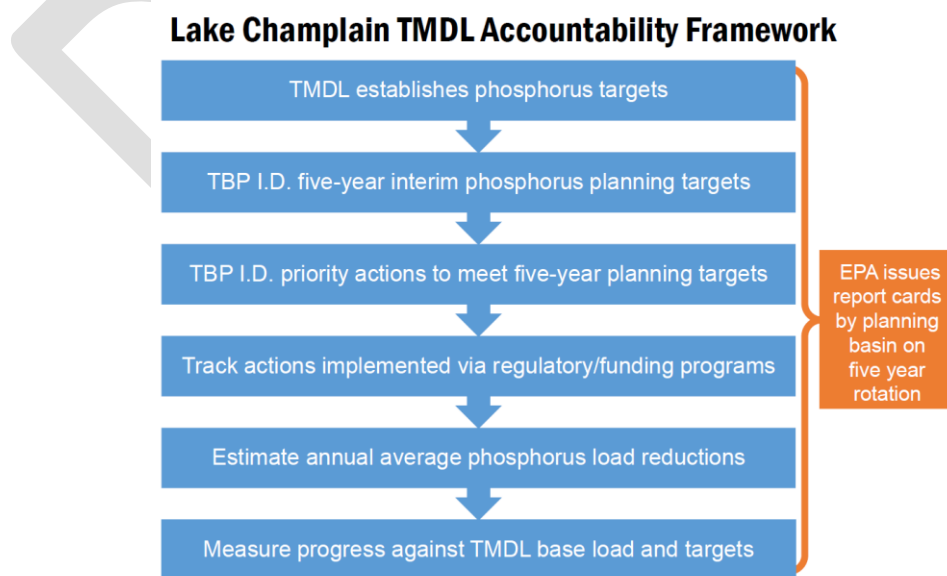 Lake Champlain TMDL Accountability Framework
TMDL establishes phosphorus targets
TBP I.D. five-year interim phosphorus planning targets
TBP I.D. priority actions to meet five-year planning targets
Track actions implemented via regulatory/funding programs
Estimate annual average phosphorus load reductions
Measure progress against TMDL base load and targets
EPA issues
report cards
by planning
basin on
five year
rotation